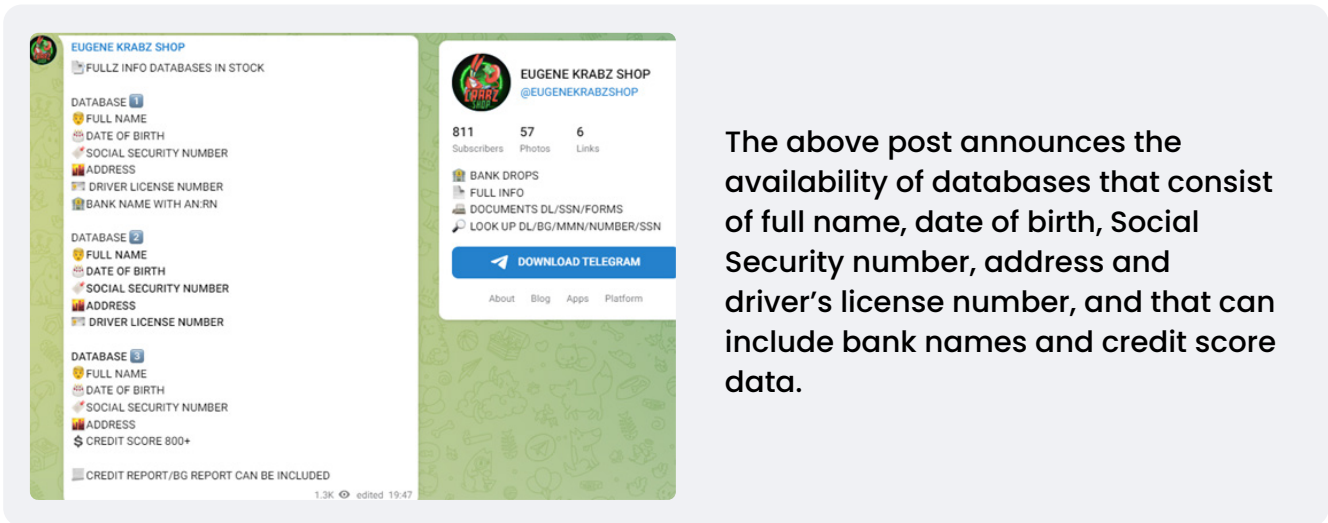 EUGENE KRABZ SHOP
FULLZ INFO DATABASES IN STOCK
DATABASE 1
FULL NAME
DATE OF BIRTH
SOCIAL SECURITY NUMBER
ADDRESS
DRIVER LICENSE NUMBER
BANK NAME WITH AN:RN
DATABASE 2
FULL NAME
DATE OF BIRTH
SOCIAL SECURITY NUMBER
ADDRESS
DRIVER LICENSE NUMBER
DATABASE 3
FULL NAME
DATE OF BIRTH
SOCIAL SECURITY NUMBER
ADDRESS
$ CREDIT SCORE 800+
CREDIT REPORT/BG REPORT CAN BE INCLUDED
1.3K edited 19:47
KRABZ
SHOP
EUGENE KRABZ SHOP
@EUGENEKRABZSHOP
811 57 6
Subscribers Photos Links
BANK DROPS
FULL INFO
DOCUMENTS DL/SSN/FORMS
LOOK UP DL/BG/MMN/NUMBER/SSN
DOWNLOAD TELEGRAM
About Blog Apps Platform
The above post announces the
availability of databases that consist
of full name, date of birth, Social
Security number, address and
driver's license number, and that can
include bank names and credit score
data.